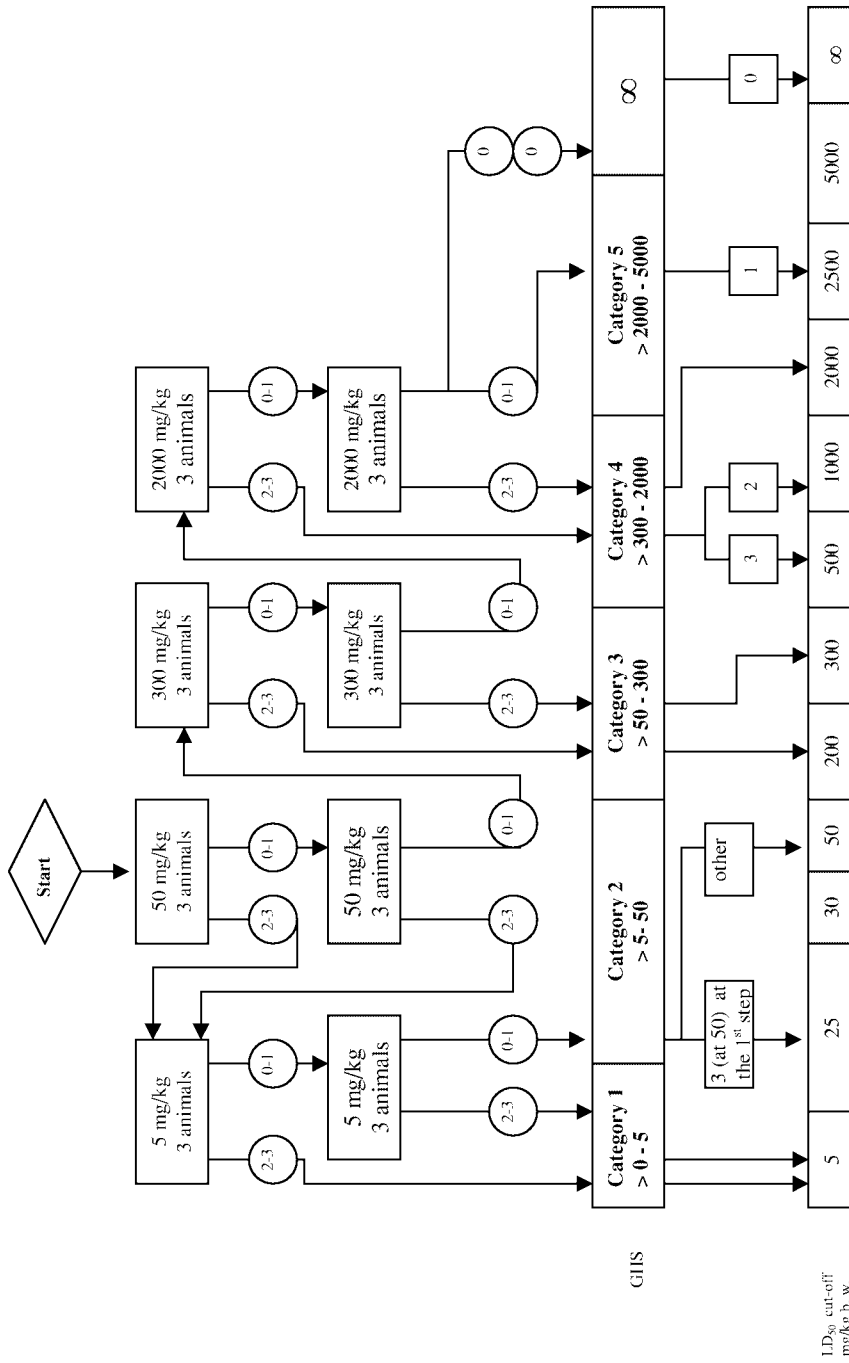 Start
5 mg/kg
3 animals
50 mg/kg
3 animals
300 mg/kg
3 animals
2000 mg/kg
3 animals
2-3
0-1
2-3
0-1
2-3
0-1
2-3
0-1
5 mg/kg
3 animals
50 mg/kg
3 animals
300 mg/kg
3 animals
2000 mg/kg
3 animals
2-3
0-1
2-3
0-1
2-3
0-1
2-3
0-1
0
0
GHS
Category 1
> 0 - 5
Category 2
> 5- 50
Category 3
> 50 - 300
Category 4
> 300 - 2000
Category 5
> 2000 - 5000
∞
3 (at 50) at
the 1st step
other
3
2
1
0
LD50 cut-off
mg/kg b. w
5
25
30
50
200
300
500
1000
2000
2500
5000
∞